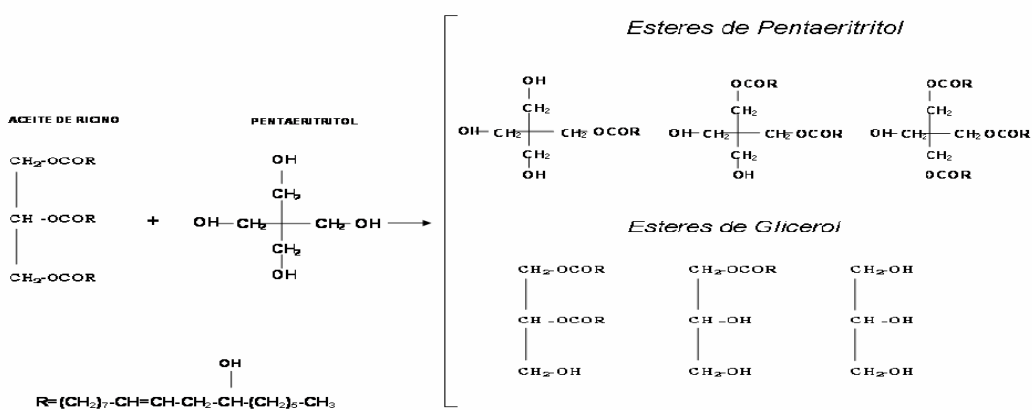 Esteres de Pentaeritritol
OH OCOR OCOR
CH₂ CH₂ CH₂
OH-CH₂ CH₂-OCOR OH-CH₂ CH₂-OCOR OH-CH₂ CH₂-OCOR
CH₂ CH₂ CH₂
OH OH OCOR
ACEITE DE RICINO PENTAERITRITOL
CH₂-OCOR
CH -OCOR
CH₂-OCOR
+
OH
CH₂
OH-CH₂ CH₂-OH
CH₂
OH
Esteres de Glicerol
CH₂-OCOR CH₂-OCOR CH₂-OH
CH -OCOR CH -OH CH -OH
CH₂-OH CH₂-OH CH₂-OH
OH
R=(CH₂)₇-CH=CH-CH₂-CH-(CH₂)₅-CH₃